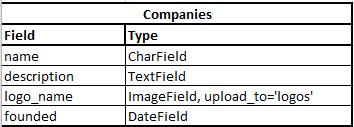 Companies
Field Type
name CharField
description TextField
logo_name ImageField, upload_to='logos'
founded DateField